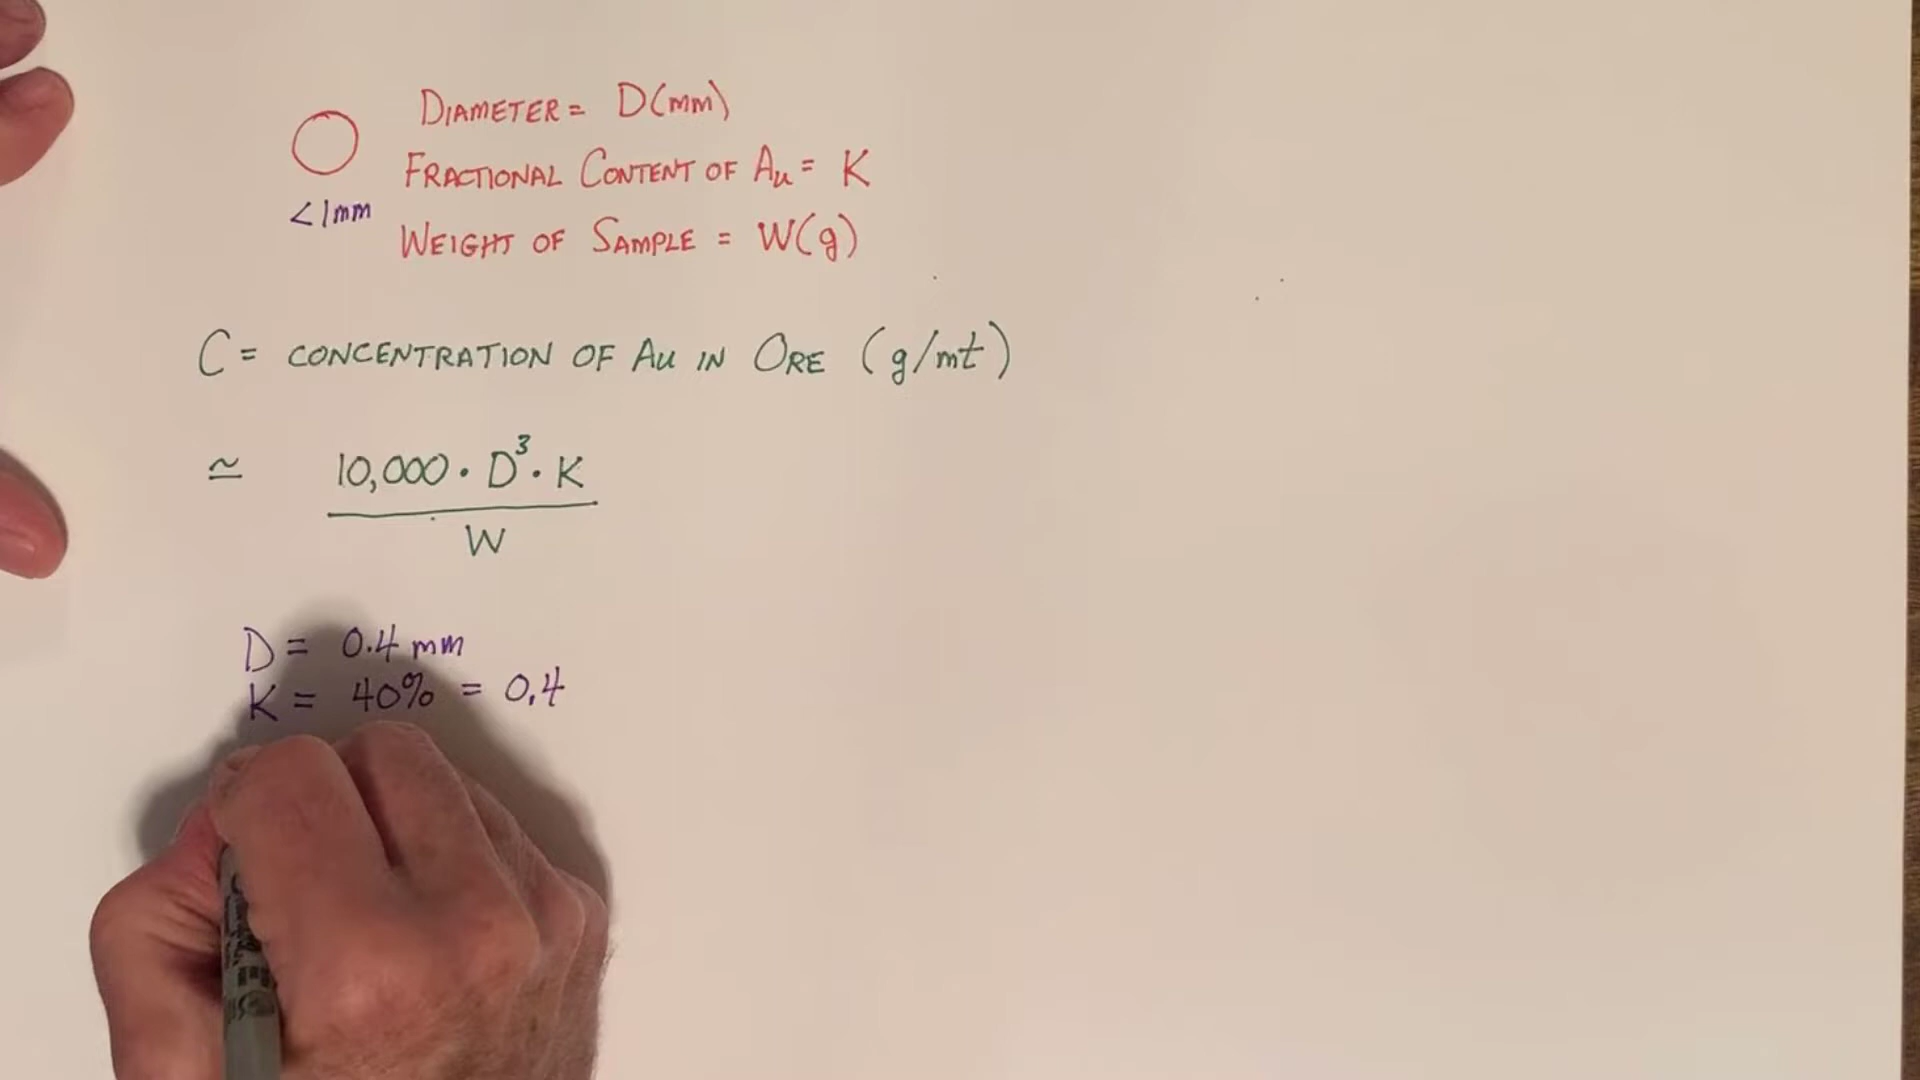 DIAMETER = D(mm)
FRACTIONAL CONTENT OF Au = K
<1mm
WEIGHT OF SAMPLE = W(g)
C = CONCENTRATION OF Au IN ORE (g/mt)
≃ 10,000 · D³ · K
W
D = 0.4 mm
K = 40% = 0.4